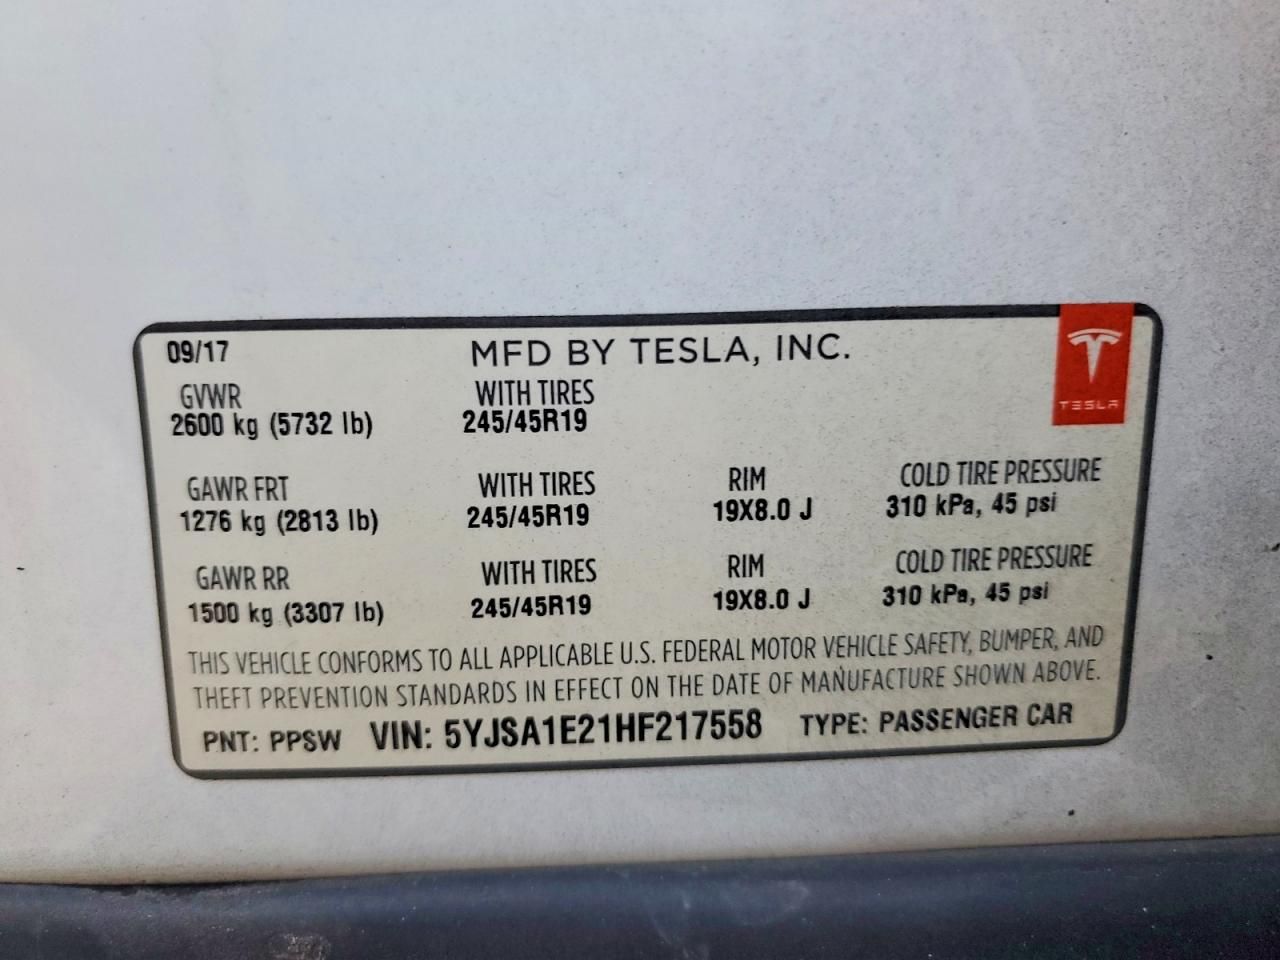 09/17 MFD BY TESLA, INC.
TESLA
GVWR WITH TIRES
2600 kg (5732 lb) 245/45R19
GAWR FRT WITH TIRES RIM COLD TIRE PRESSURE
1276 kg (2813 lb) 245/45R19 19X8.0 J 310 kPa, 45 psi
GAWR RR WITH TIRES RIM COLD TIRE PRESSURE
1500 kg (3307 lb) 245/45R19 19X8.0 J 310 kPa, 45 psi
THIS VEHICLE CONFORMS TO ALL APPLICABLE U.S. FEDERAL MOTOR VEHICLE SAFETY, BUMPER, AND
THEFT PREVENTION STANDARDS IN EFFECT ON THE DATE OF MANUFACTURE SHOWN ABOVE.
PNT: PPSW VIN: 5YJSA1E21HF217558 TYPE: PASSENGER CAR